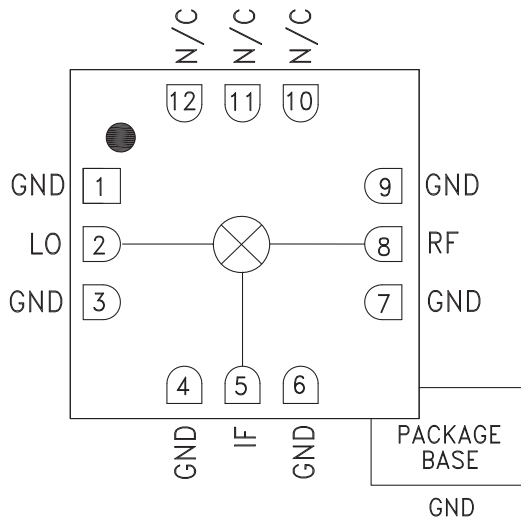 N/C N/C N/C
12 11 10
GND 1 9 GND
LO 2 8 RF
GND 3 7 GND
4 5 6
GND IF GND
PACKAGE
BASE
GND